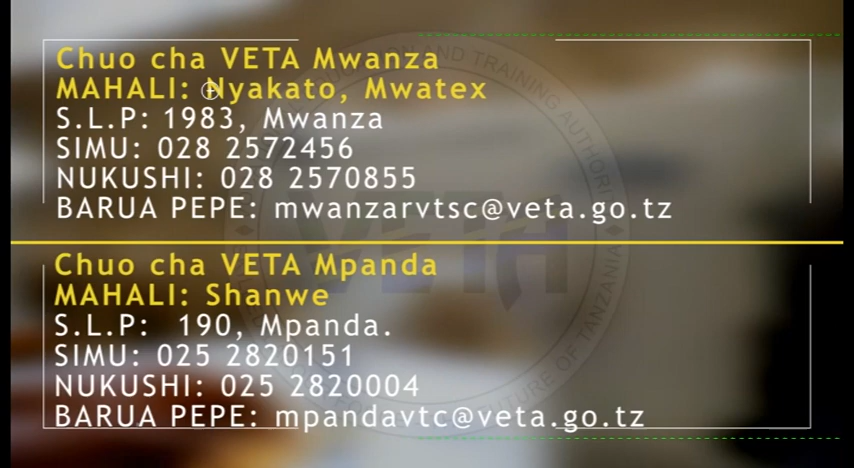 Chuo cha VETA Mwanza
MAHALI: Nyakato, Mwatex
S.L.P: 1983, Mwanza
SIMU: 028 2572456
NUKUSHI: 028 2570855
BARUA PEPE: mwanzarvtsc@veta.go.tz
Chuo cha VETA Mpanda
MAHALI: Shanwe
S.L.P: 190, Mpanda.
SIMU: 025 2820151
NUKUSHI: 025 2820004
BARUA PEPE: mpandavtc@veta.go.tz